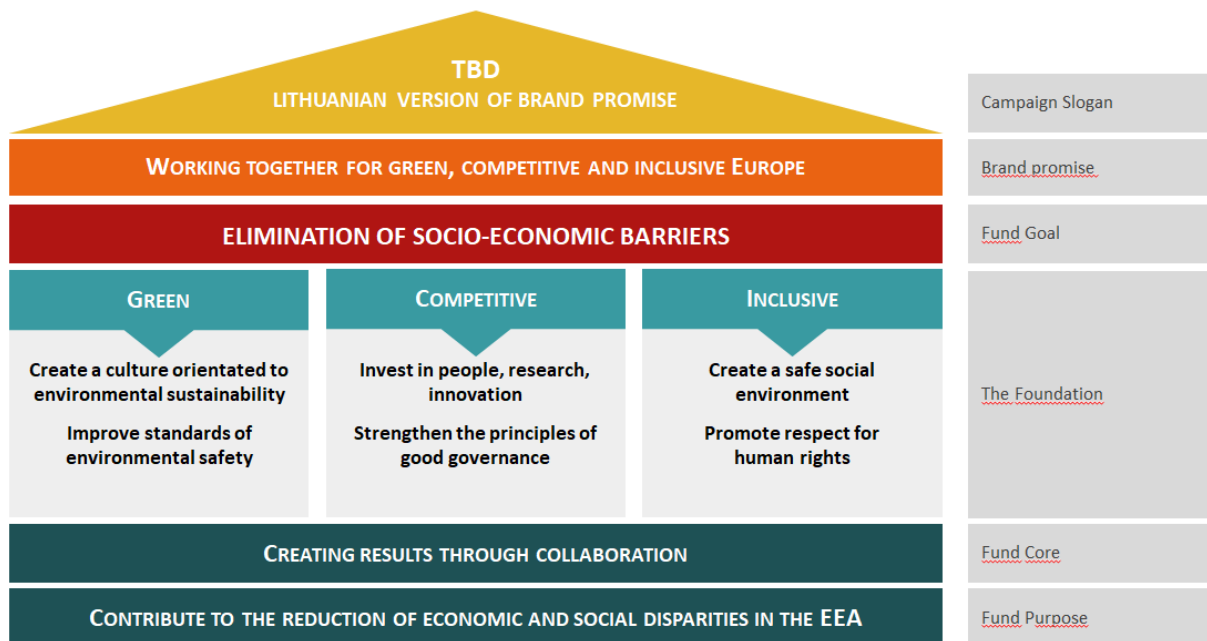 TBD
LITHUANIAN VERSION OF BRAND PROMISE
Campaign Slogan
WORKING TOGETHER FOR GREEN, COMPETITIVE AND INCLUSIVE EUROPE
Brand promise
ELIMINATION OF SOCIO-ECONOMIC BARRIERS
Fund Goal
GREEN
Create a culture orientated to
environmental sustainability
Improve standards of
environmental safety
COMPETITIVE
Invest in people, research,
innovation
Strengthen the principles of
good governance
INCLUSIVE
Create a safe social
environment
Promote respect for
human rights
The Foundation
CREATING RESULTS THROUGH COLLABORATION
Fund Core
CONTRIBUTE TO THE REDUCTION OF ECONOMIC AND SOCIAL DISPARITIES IN THE EEA
Fund Purpose